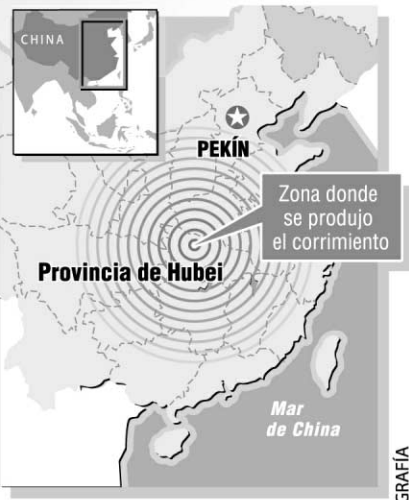 CHINA
PEKÍN
Zona donde
se produjo
el corrimiento
Provincia de Hubei
Mar
de China
GRAFÍA